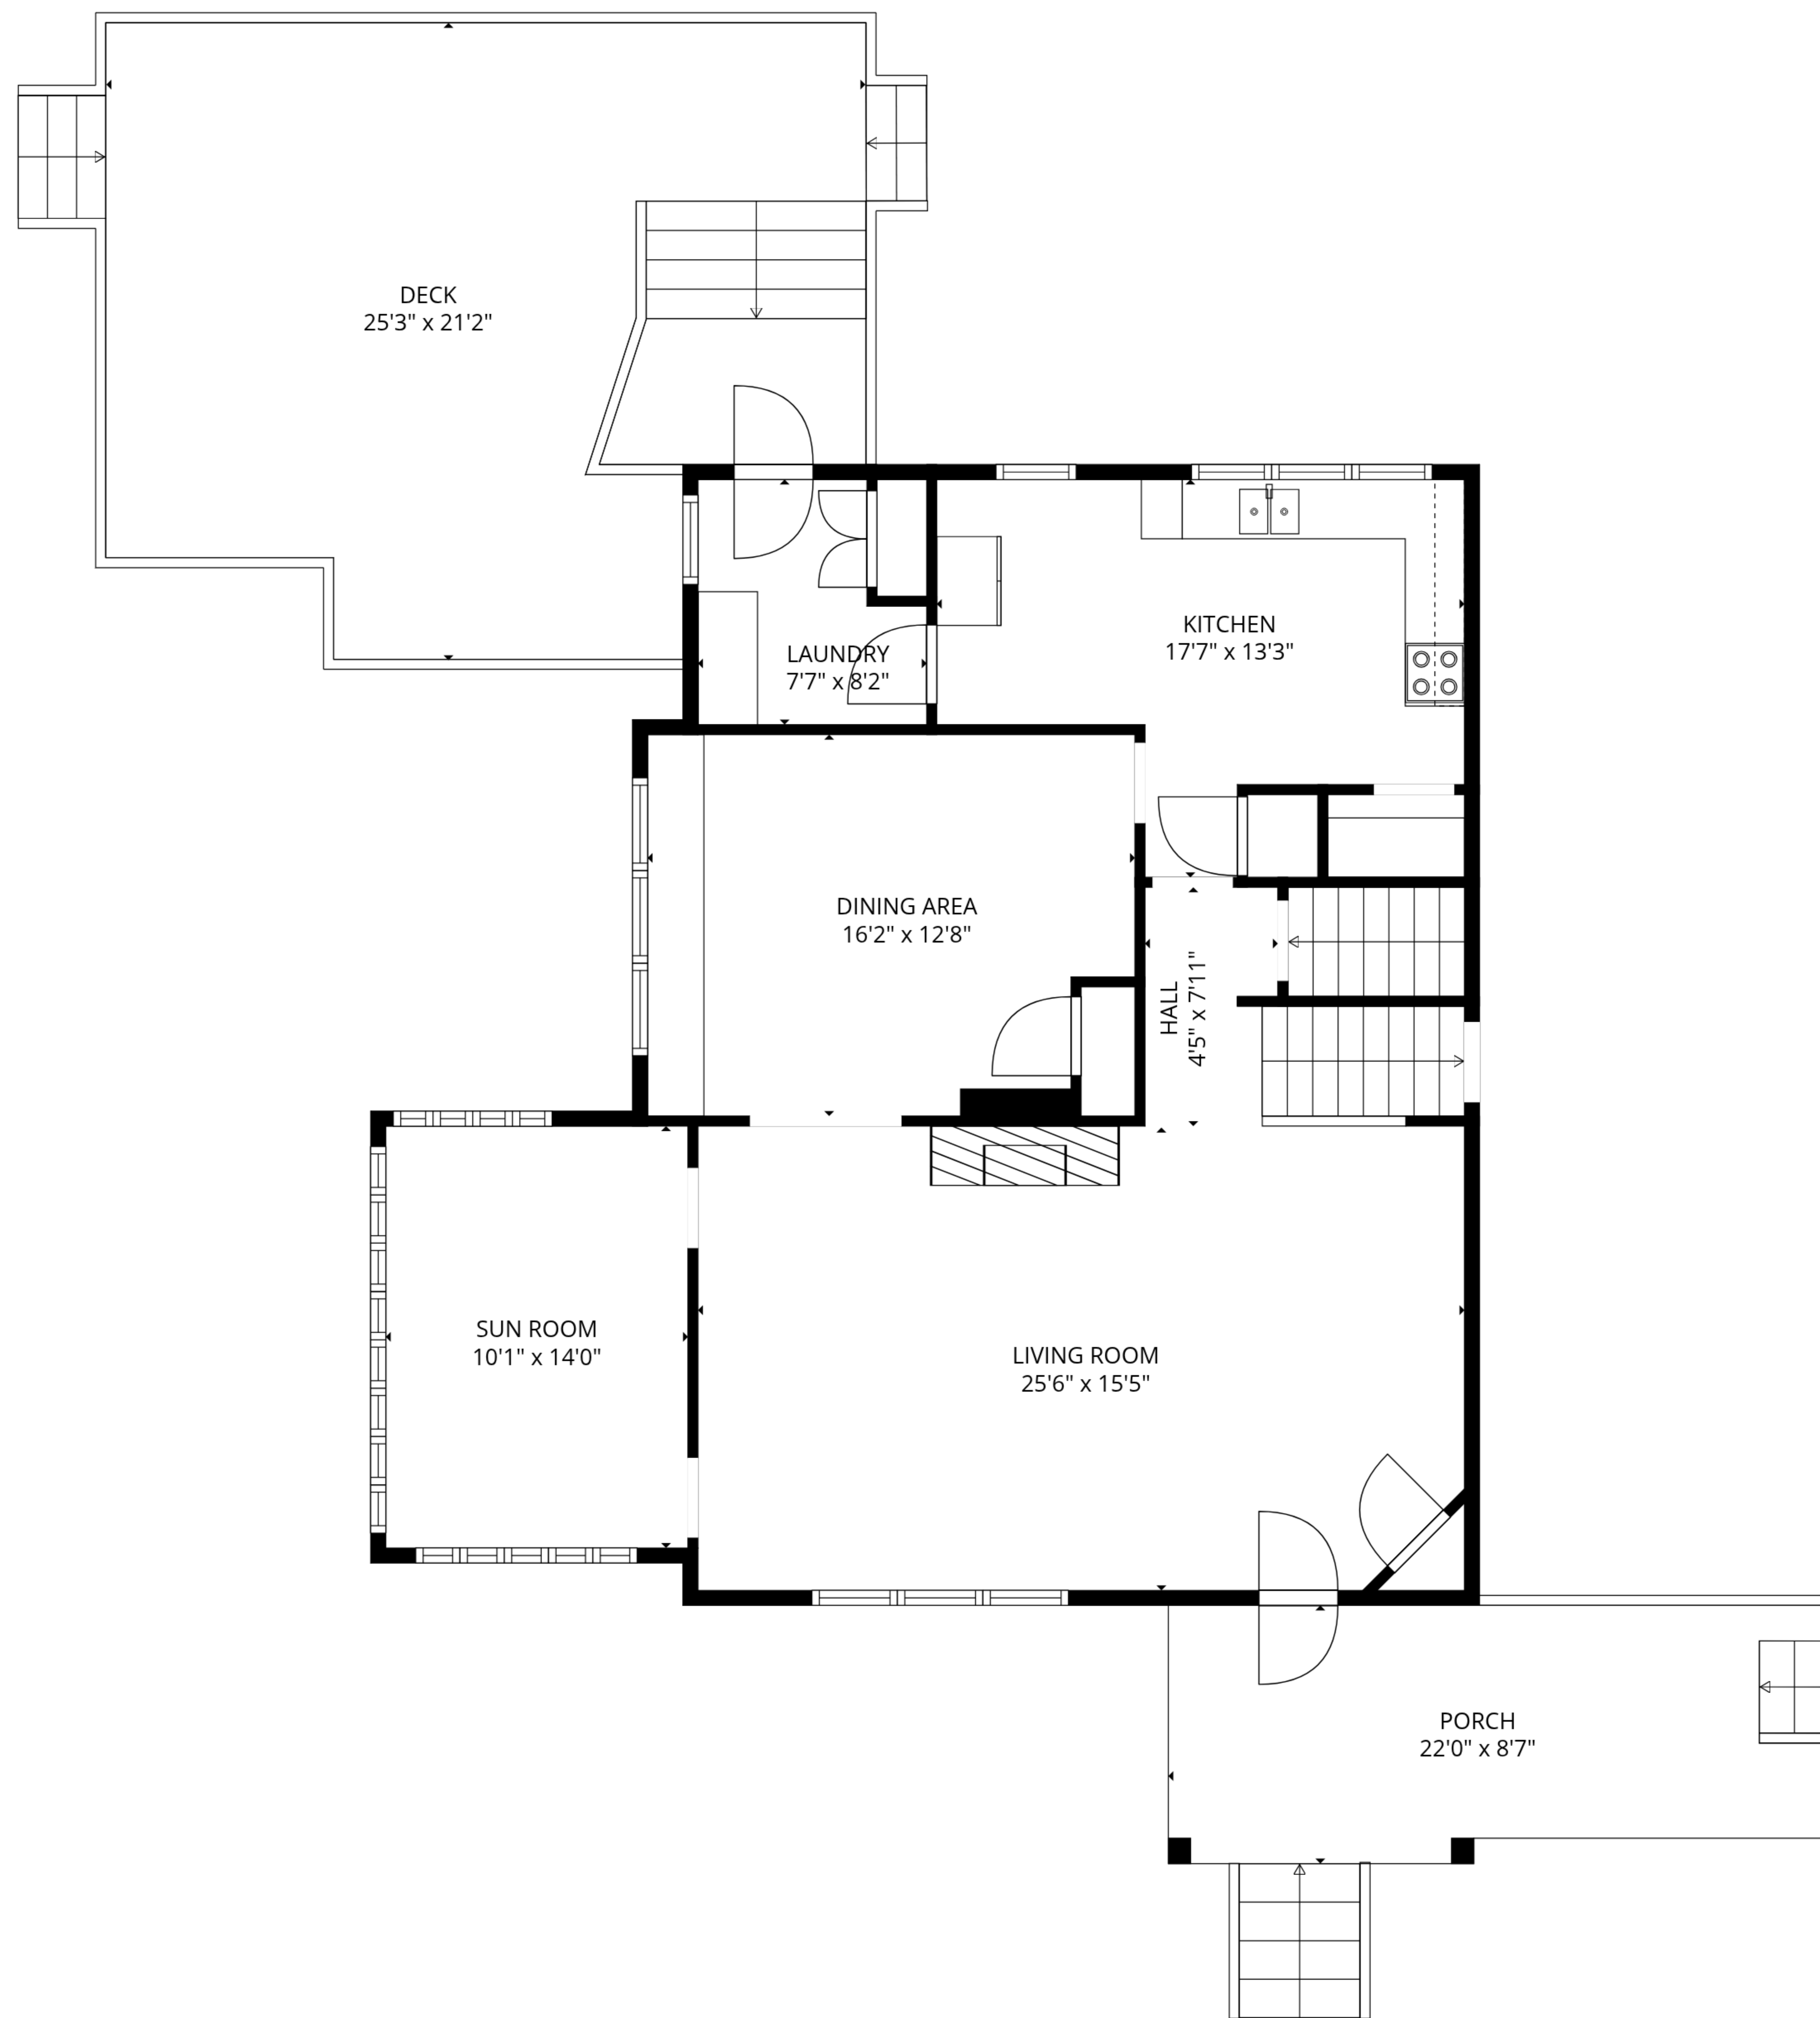 DECK
25'3" x 21'2"
KITCHEN
17'7" x 13'3"
LAUNDRY
7'7" x 8'2"
DINING AREA
16'2" x 12'8"
HALL
4'5" x 7'11"
SUN ROOM
10'1" x 14'0"
LIVING ROOM
25'6" x 15'5"
PORCH
22'0" x 8'7"